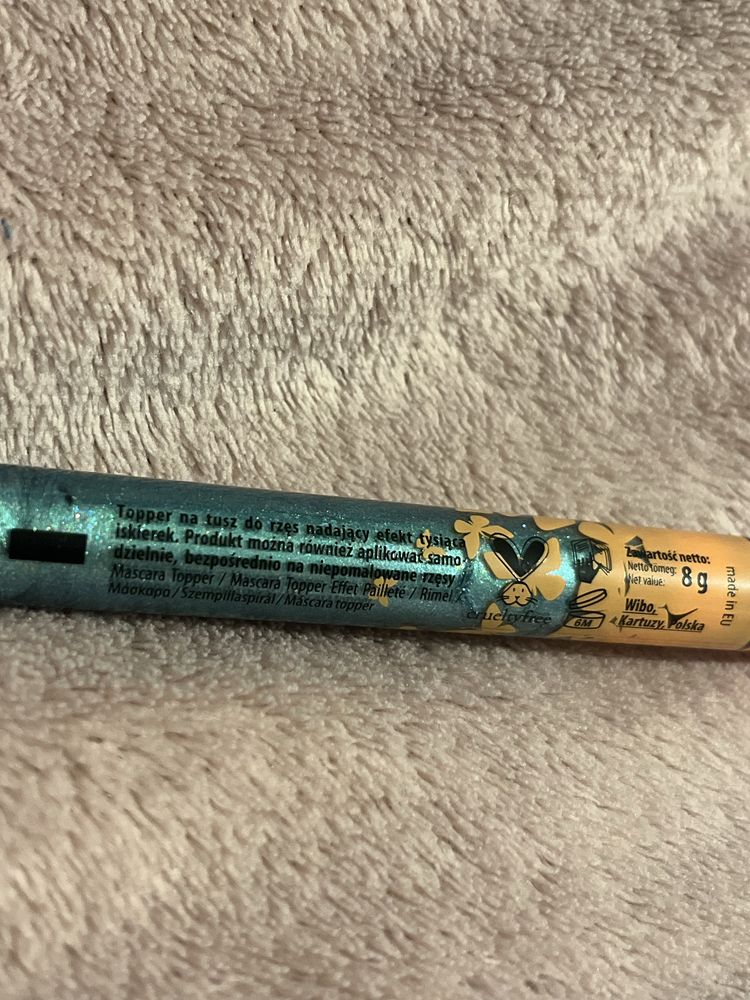 Topper na tusz do rzęs nadający efekt tysiąca
iskierek. Produkt można również aplikować samo
dzielnie, bezpośrednio na niepomalowane rzęsy
Mascara Topper / Mascara Topper Effet Pailleté / Rimel /
Μάσκαρα / Szempillaspirál / Mascara topper
crueltyfree
6M
Zawartość netto:
Netto tömeg:
Net value:
8 g
Wibo,
Kartuzy, Polska
made in EU